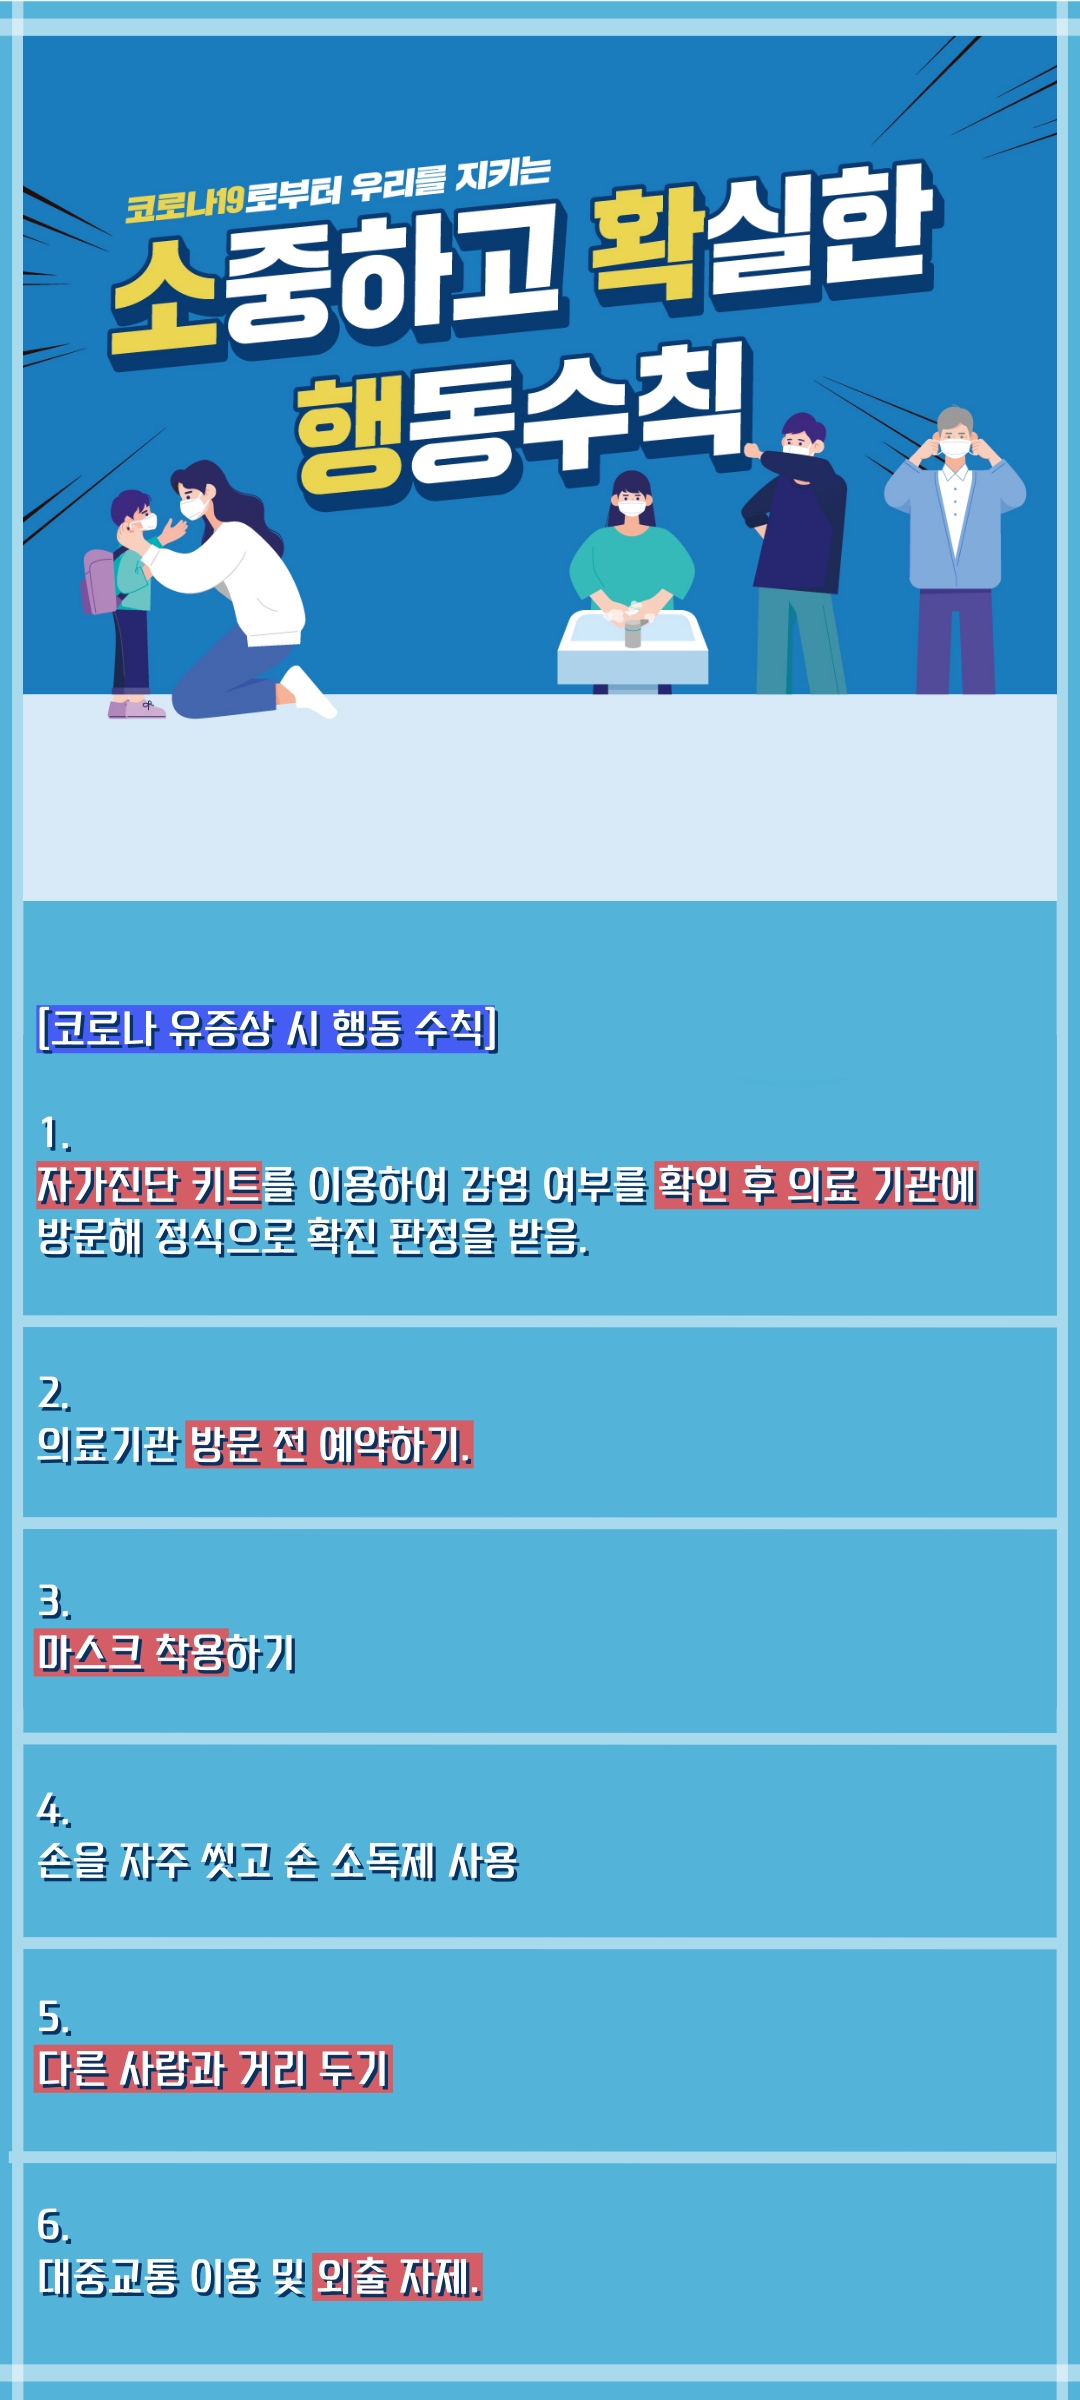 코로나19로부터 우리를 지키는
소중하고 확실한
행동수칙
[코로나 유증상 시 행동 수칙]
1.
자가진단 키트를 이용하여 감염 여부를 확인 후 의료 기관에
방문해 정식으로 확진 판정을 받음.
2.
의료기관 방문 전 예약하기.
3.
마스크 착용하기
4.
손을 자주 씻고 손 소독제 사용
5.
다른 사람과 거리 두기
6.
대중교통 이용 및 외출 자제.